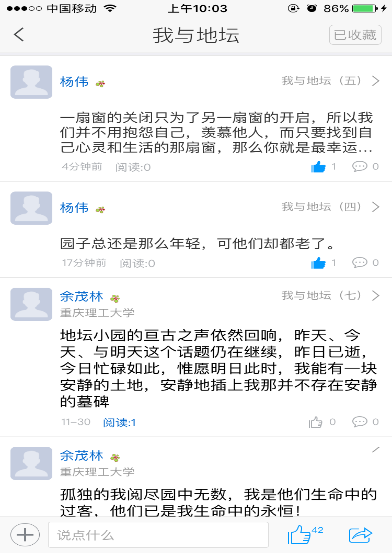 中国移动 上午10:03 86%
我与地坛 已收藏
杨伟 我与地坛（五）
一扇窗的关闭只为了另一扇窗的开启，所以我
们并不用抱怨自己，羡慕他人，而只要找到自
己心灵和生活的那扇窗，那么你就是最幸运...
4分钟前 阅读:0 1 0
杨伟 我与地坛（四）
园子总还是那么年轻，可他们却都老了。
17分钟前 阅读:0 1 0
余茂林 我与地坛（七）
重庆理工大学
地坛小园的亘古之声依然回响，昨天、今
天、与明天这个话题仍在继续，昨日已逝，
今日忙碌如此，惟愿明日此时，我能有一块
安静的土地，安静地插上我那并不存在安静
的墓碑
11-30 阅读:1 0 0
余茂林
重庆理工大学
孤独的我阅尽园中无数，我是他们生命中的
过客，他们已是我生命中的永恒！
说点什么 42